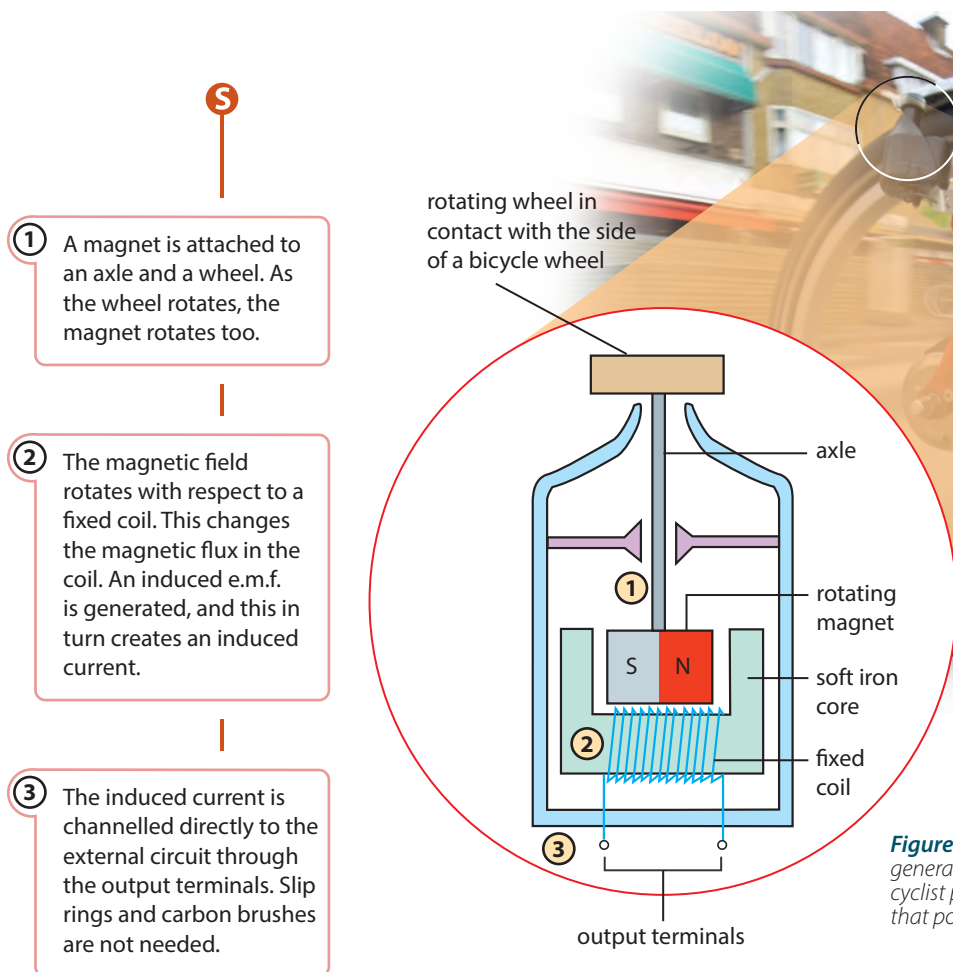 S
1
A magnet is attached to
an axle and a wheel. As
the wheel rotates, the
magnet rotates too.
2
The magnetic field
rotates with respect to a
fixed coil. This changes
the magnetic flux in the
coil. An induced e.m.f.
is generated, and this in
turn creates an induced
current.
3
The induced current is
channelled directly to the
external circuit through
the output terminals. Slip
rings and carbon brushes
are not needed.
rotating wheel in
contact with the side
of a bicycle wheel
axle
1
rotating
magnet
S N
soft iron
core
2
fixed
coil
3
output terminals
Figure
genera
cyclist p
that po